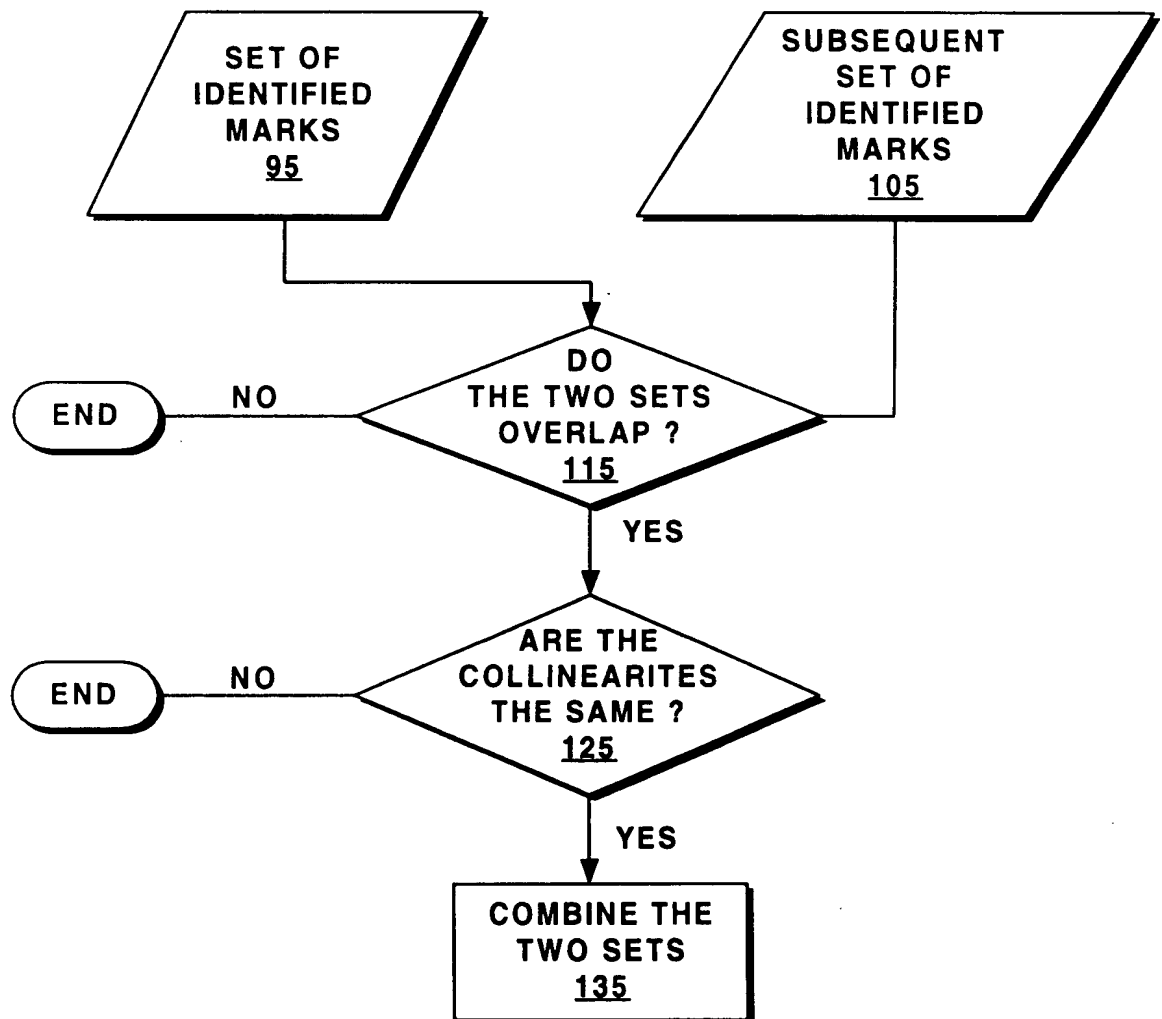 SET OF
IDENTIFIED
MARKS
95
SUBSEQUENT
SET OF
IDENTIFIED
MARKS
105
DO
THE TWO SETS
OVERLAP ?
115
NO
END
YES
ARE THE
COLLINEARITES
THE SAME ?
125
NO
END
YES
COMBINE THE
TWO SETS
135